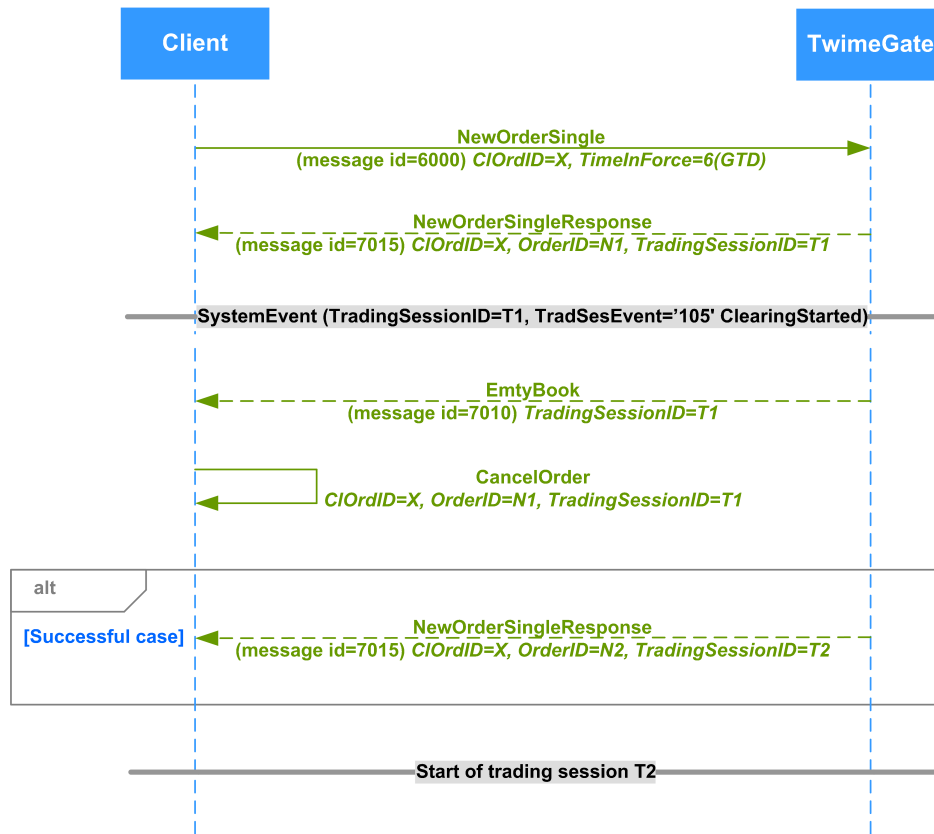 Client
TwimeGate
NewOrderSingle
(message id=6000) ClOrdID=X, TimeInForce=6(GTD)
NewOrderSingleResponse
(message id=7015) ClOrdID=X, OrderID=N1, TradingSessionID=T1
SystemEvent (TradingSessionID=T1, TradSesEvent=’105' ClearingStarted)
EmtyBook
(message id=7010) TradingSessionID=T1
CancelOrder
ClOrdID=X, OrderID=N1, TradingSessionID=T1
alt
[Successful case]
NewOrderSingleResponse
(message id=7015) ClOrdID=X, OrderID=N2, TradingSessionID=T2
Start of trading session T2